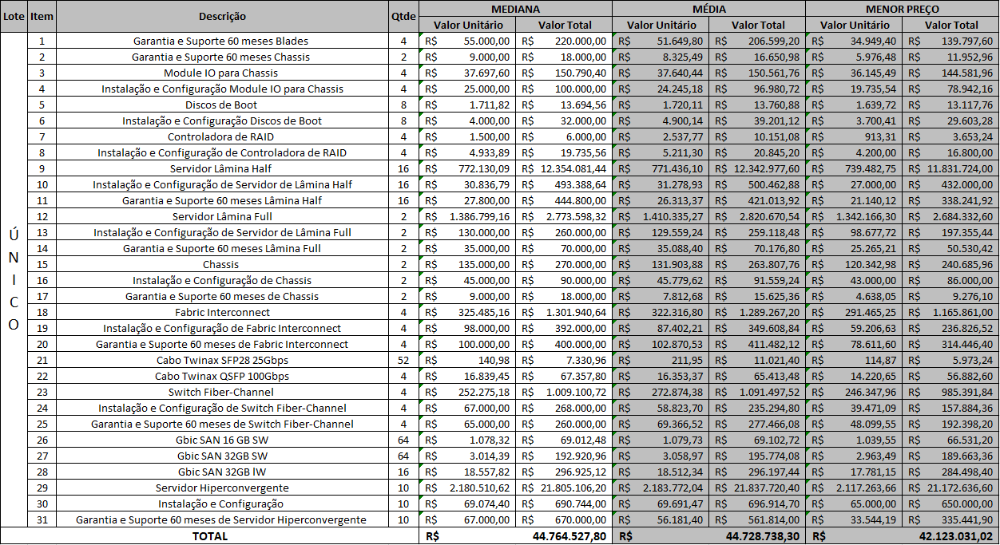 Lote Item Descrição Qtde MEDIANA MÉDIA MENOR PREÇO
Valor Unitário Valor Total Valor Unitário Valor Total Valor Unitário Valor Total
ÚNICO
1 Garantia e Suporte 60 meses Blades 4 R$ 55.000,00 R$ 220.000,00 R$ 51.649,80 R$ 206.599,20 R$ 34.949,40 R$ 139.797,60
2 Garantia e Suporte 60 meses Chassis 2 R$ 9.000,00 R$ 18.000,00 R$ 8.325,49 R$ 16.650,98 R$ 5.976,48 R$ 11.952,96
3 Module IO para Chassis 4 R$ 37.697,60 R$ 150.790,40 R$ 37.640,44 R$ 150.561,76 R$ 36.145,49 R$ 144.581,96
4 Instalação e Configuração Module IO para Chassis 4 R$ 25.000,00 R$ 100.000,00 R$ 24.245,18 R$ 96.980,72 R$ 19.735,54 R$ 78.942,16
5 Discos de Boot 8 R$ 1.711,82 R$ 13.694,56 R$ 1.720,11 R$ 13.760,88 R$ 1.639,72 R$ 13.117,76
6 Instalação e Configuração Discos de Boot 8 R$ 4.000,00 R$ 32.000,00 R$ 4.900,14 R$ 39.201,12 R$ 3.700,41 R$ 29.603,28
7 Controladora de RAID 4 R$ 1.500,00 R$ 6.000,00 R$ 2.537,77 R$ 10.151,08 R$ 913,31 R$ 3.653,24
8 Instalação e Configuração de Controladora de RAID 4 R$ 4.933,89 R$ 19.735,56 R$ 5.211,30 R$ 20.845,20 R$ 4.200,00 R$ 16.800,00
9 Servidor Lâmina Half 16 R$ 772.130,09 R$ 12.354.081,44 R$ 771.436,10 R$ 12.342.977,60 R$ 739.482,75 R$ 11.831.724,00
10 Instalação e Configuração de Servidor de Lâmina Half 16 R$ 30.836,79 R$ 493.388,64 R$ 31.278,93 R$ 500.462,88 R$ 27.000,00 R$ 432.000,00
11 Garantia e Suporte 60 meses Lâmina Half 16 R$ 27.800,00 R$ 444.800,00 R$ 26.313,37 R$ 421.013,92 R$ 21.140,12 R$ 338.241,92
12 Servidor Lâmina Full 2 R$ 1.386.799,16 R$ 2.773.598,32 R$ 1.410.335,27 R$ 2.820.670,54 R$ 1.342.166,30 R$ 2.684.332,60
13 Instalação e Configuração de Servidor de Lâmina Full 2 R$ 130.000,00 R$ 260.000,00 R$ 129.559,24 R$ 259.118,48 R$ 98.677,72 R$ 197.355,44
14 Garantia e Suporte 60 meses Lâmina Full 2 R$ 35.000,00 R$ 70.000,00 R$ 35.088,40 R$ 70.176,80 R$ 25.265,21 R$ 50.530,42
15 Chassis 2 R$ 135.000,00 R$ 270.000,00 R$ 131.903,88 R$ 263.807,76 R$ 120.342,98 R$ 240.685,96
16 Instalação e Configuração de Chassis 2 R$ 45.000,00 R$ 90.000,00 R$ 45.779,62 R$ 91.559,24 R$ 43.000,00 R$ 86.000,00
17 Garantia e Suporte 60 meses de Chassis 2 R$ 9.000,00 R$ 18.000,00 R$ 7.812,68 R$ 15.625,36 R$ 4.638,05 R$ 9.276,10
18 Fabric Interconnect 4 R$ 325.485,16 R$ 1.301.940,64 R$ 322.316,80 R$ 1.289.267,20 R$ 291.465,25 R$ 1.165.861,00
19 Instalação e Configuração de Fabric Interconnect 4 R$ 98.000,00 R$ 392.000,00 R$ 87.402,21 R$ 349.608,84 R$ 59.206,63 R$ 236.826,52
20 Garantia e Suporte 60 meses de Fabric Interconnect 4 R$ 100.000,00 R$ 400.000,00 R$ 102.870,53 R$ 411.482,12 R$ 78.611,60 R$ 314.446,40
21 Cabo Twinax SFP28 25Gbps 52 R$ 140,98 R$ 7.330,96 R$ 211,95 R$ 11.021,40 R$ 114,87 R$ 5.973,24
22 Cabo Twinax QSFP 100Gbps 4 R$ 16.839,45 R$ 67.357,80 R$ 16.353,37 R$ 65.413,48 R$ 14.220,65 R$ 56.882,60
23 Switch Fiber-Channel 4 R$ 252.275,18 R$ 1.009.100,72 R$ 272.874,38 R$ 1.091.497,52 R$ 246.347,96 R$ 985.391,84
24 Instalação e Configuração de Switch Fiber-Channel 4 R$ 67.000,00 R$ 268.000,00 R$ 58.823,70 R$ 235.294,80 R$ 39.471,09 R$ 157.884,36
25 Garantia e Suporte 60 meses de Switch Fiber-Channel 4 R$ 65.000,00 R$ 260.000,00 R$ 69.366,52 R$ 277.466,08 R$ 48.099,55 R$ 192.398,20
26 Gbic SAN 16 GB SW 64 R$ 1.078,32 R$ 69.012,48 R$ 1.079,73 R$ 69.102,72 R$ 1.039,55 R$ 66.531,20
27 Gbic SAN 32GB SW 64 R$ 3.014,39 R$ 192.920,96 R$ 3.058,97 R$ 195.774,08 R$ 2.963,49 R$ 189.663,36
28 Gbic SAN 32GB lW 16 R$ 18.557,82 R$ 296.925,12 R$ 18.512,34 R$ 296.197,44 R$ 17.781,15 R$ 284.498,40
29 Servidor Hiperconvergente 10 R$ 2.180.510,62 R$ 21.805.106,20 R$ 2.183.772,04 R$ 21.837.720,40 R$ 2.117.263,66 R$ 21.172.636,60
30 Instalação e Configuração 10 R$ 69.074,40 R$ 690.744,00 R$ 69.691,47 R$ 696.914,70 R$ 65.000,00 R$ 650.000,00
31 Garantia e Suporte 60 meses de Servidor Hiperconvergente 10 R$ 67.000,00 R$ 670.000,00 R$ 56.181,40 R$ 561.814,00 R$ 33.544,19 R$ 335.441,90
TOTAL R$ 44.764.527,80 R$ 44.728.738,30 R$ 42.123.031,02